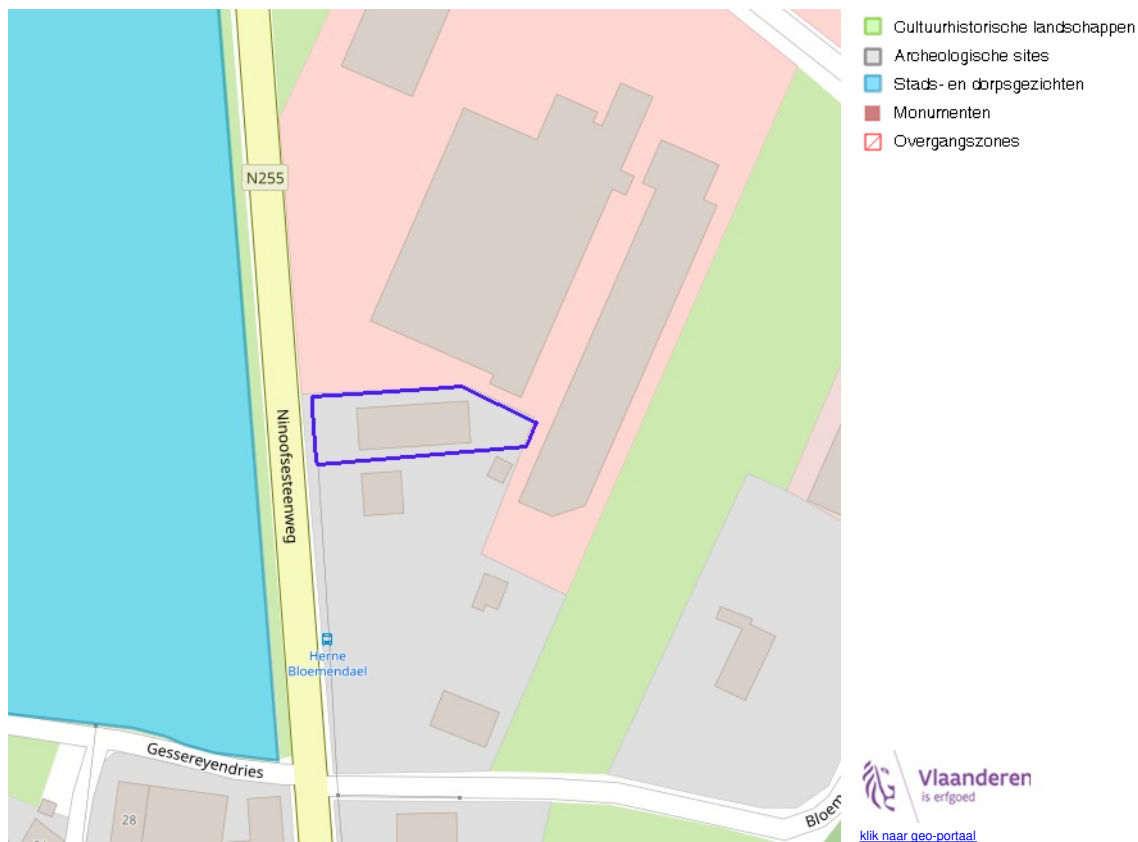 Cultuurhistorische landschappen
Archeologische sites
Stads- en dorpsgezichten
Monumenten
Overgangszones
N255
Ninoofsesteenweg
Herne
Bloemendael
Gessereyendries
28
Vlaanderen
is erfgoed
klik naar geo-portaal